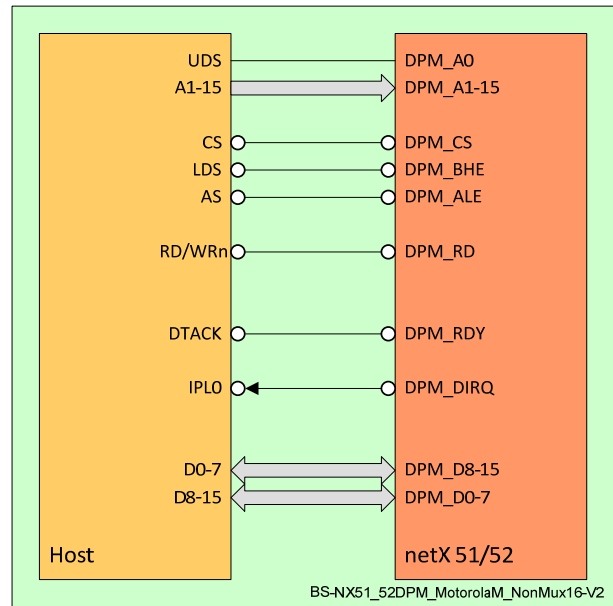 UDS DPM_A0
A1-15 DPM_A1-15
CS DPM_CS
LDS DPM_BHE
AS DPM_ALE
RD/WRn DPM_RD
DTACK DPM_RDY
IPL0 DPM_DIRQ
D0-7 DPM_D8-15
D8-15 DPM_D0-7
Host netX 51/52
BS-NX51_52DPM_MotorolaM_NonMux16-V2